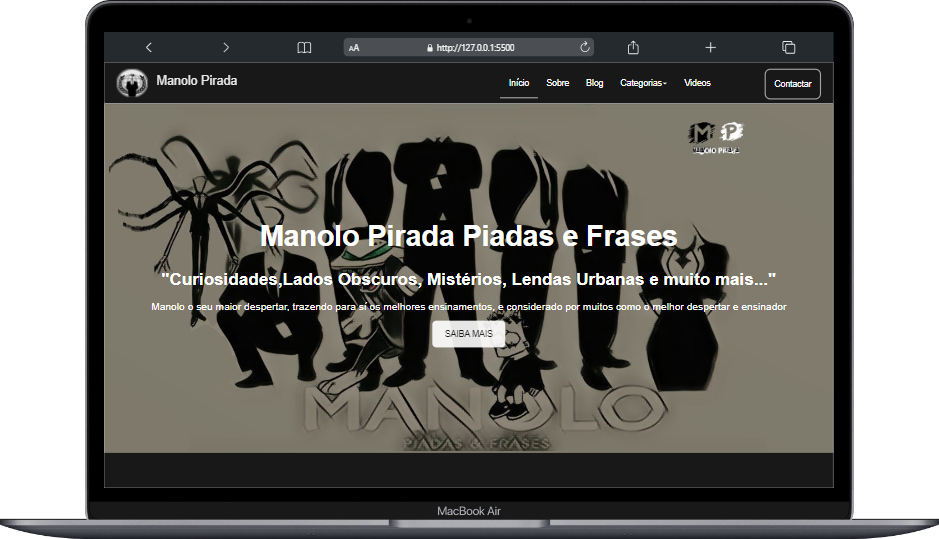 AA http://127.0.0.1:5500
Manolo Pirada
Início Sobre Blog Categorias Videos Contactar
M P
MANOLO PIRADA
Manolo Pirada Piadas e Frases
"Curiosidades,Lados Obscuros, Mistérios, Lendas Urbanas e muito mais..."
Manolo o seu maior despertar, trazendo para sí os melhores ensinamentos, e considerado por muitos como o melhor despertar e ensinador
SAIBA MAIS
MANOLO
PIADAS & FRASES
MacBook Air